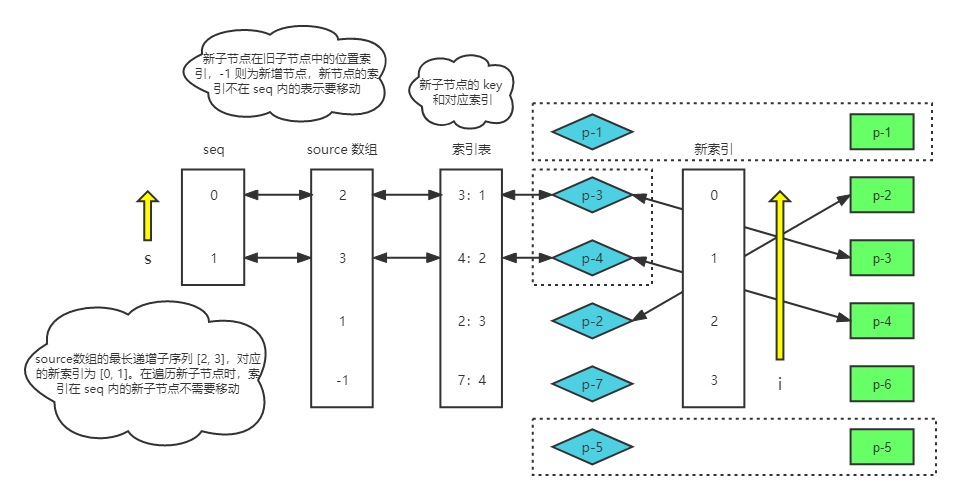 新子节点在旧子节点中的位置索
引，-1 则为新增节点，新节点的索
引不在 seq 内的表示要移动
新子节点的 key
和对应索引
p-1
p-1
seq
source 数组
索引表
新索引
0
2
3: 1
p-3
0
p-2
s
1
3
4: 2
p-4
1
p-3
1
2: 3
p-2
2
p-4
source数组的最长递增子序列 [2, 3]，对应
的新索引为 [0, 1]。在遍历新子节点时，索
引在 seq 内的新子节点不需要移动
-1
7: 4
p-7
3
i
p-6
p-5
p-5